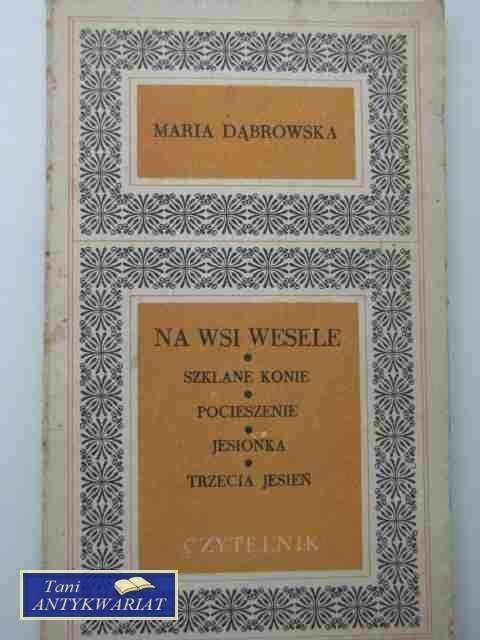 MARIA DĄBROWSKA
NA WSI WESELE
SZKLANE KONIE
POCIESZENIE
JESIONKA
TRZECIA JESIEŃ
CZYTELNIK
Tani
ANTYKWARIAT